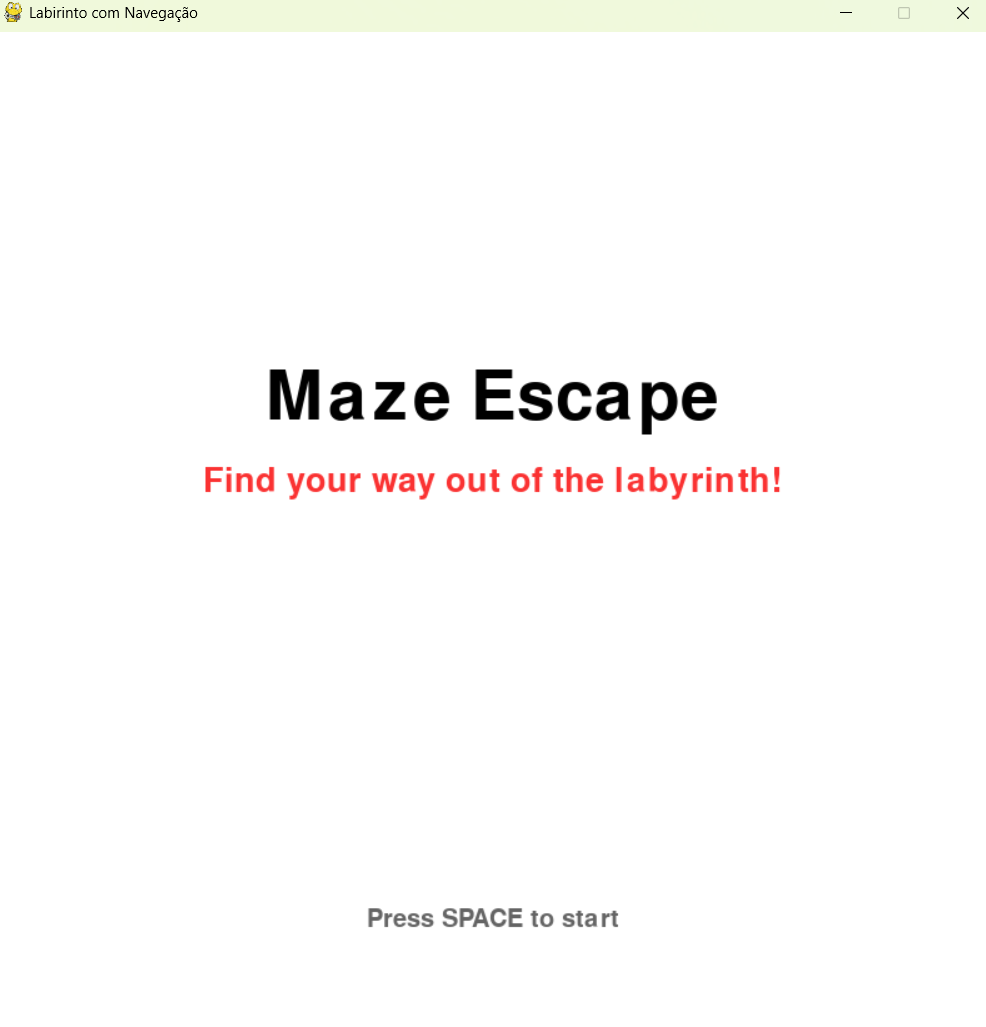 Labirinto com Navegação
Maze Escape
Find your way out of the labyrinth!
Press SPACE to start